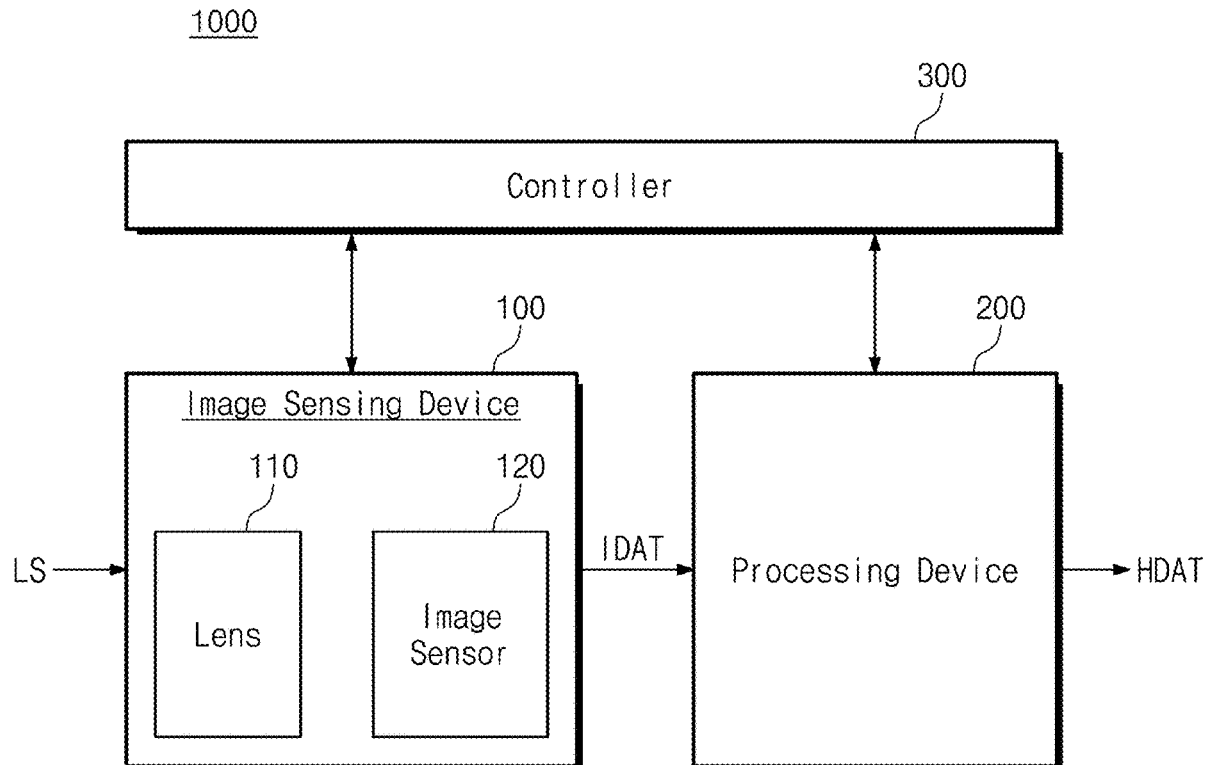 1000
300
Controller
100
200
Image Sensing Device
110
120
LS
Lens
Image
Sensor
IDAT
Processing Device
HDAT